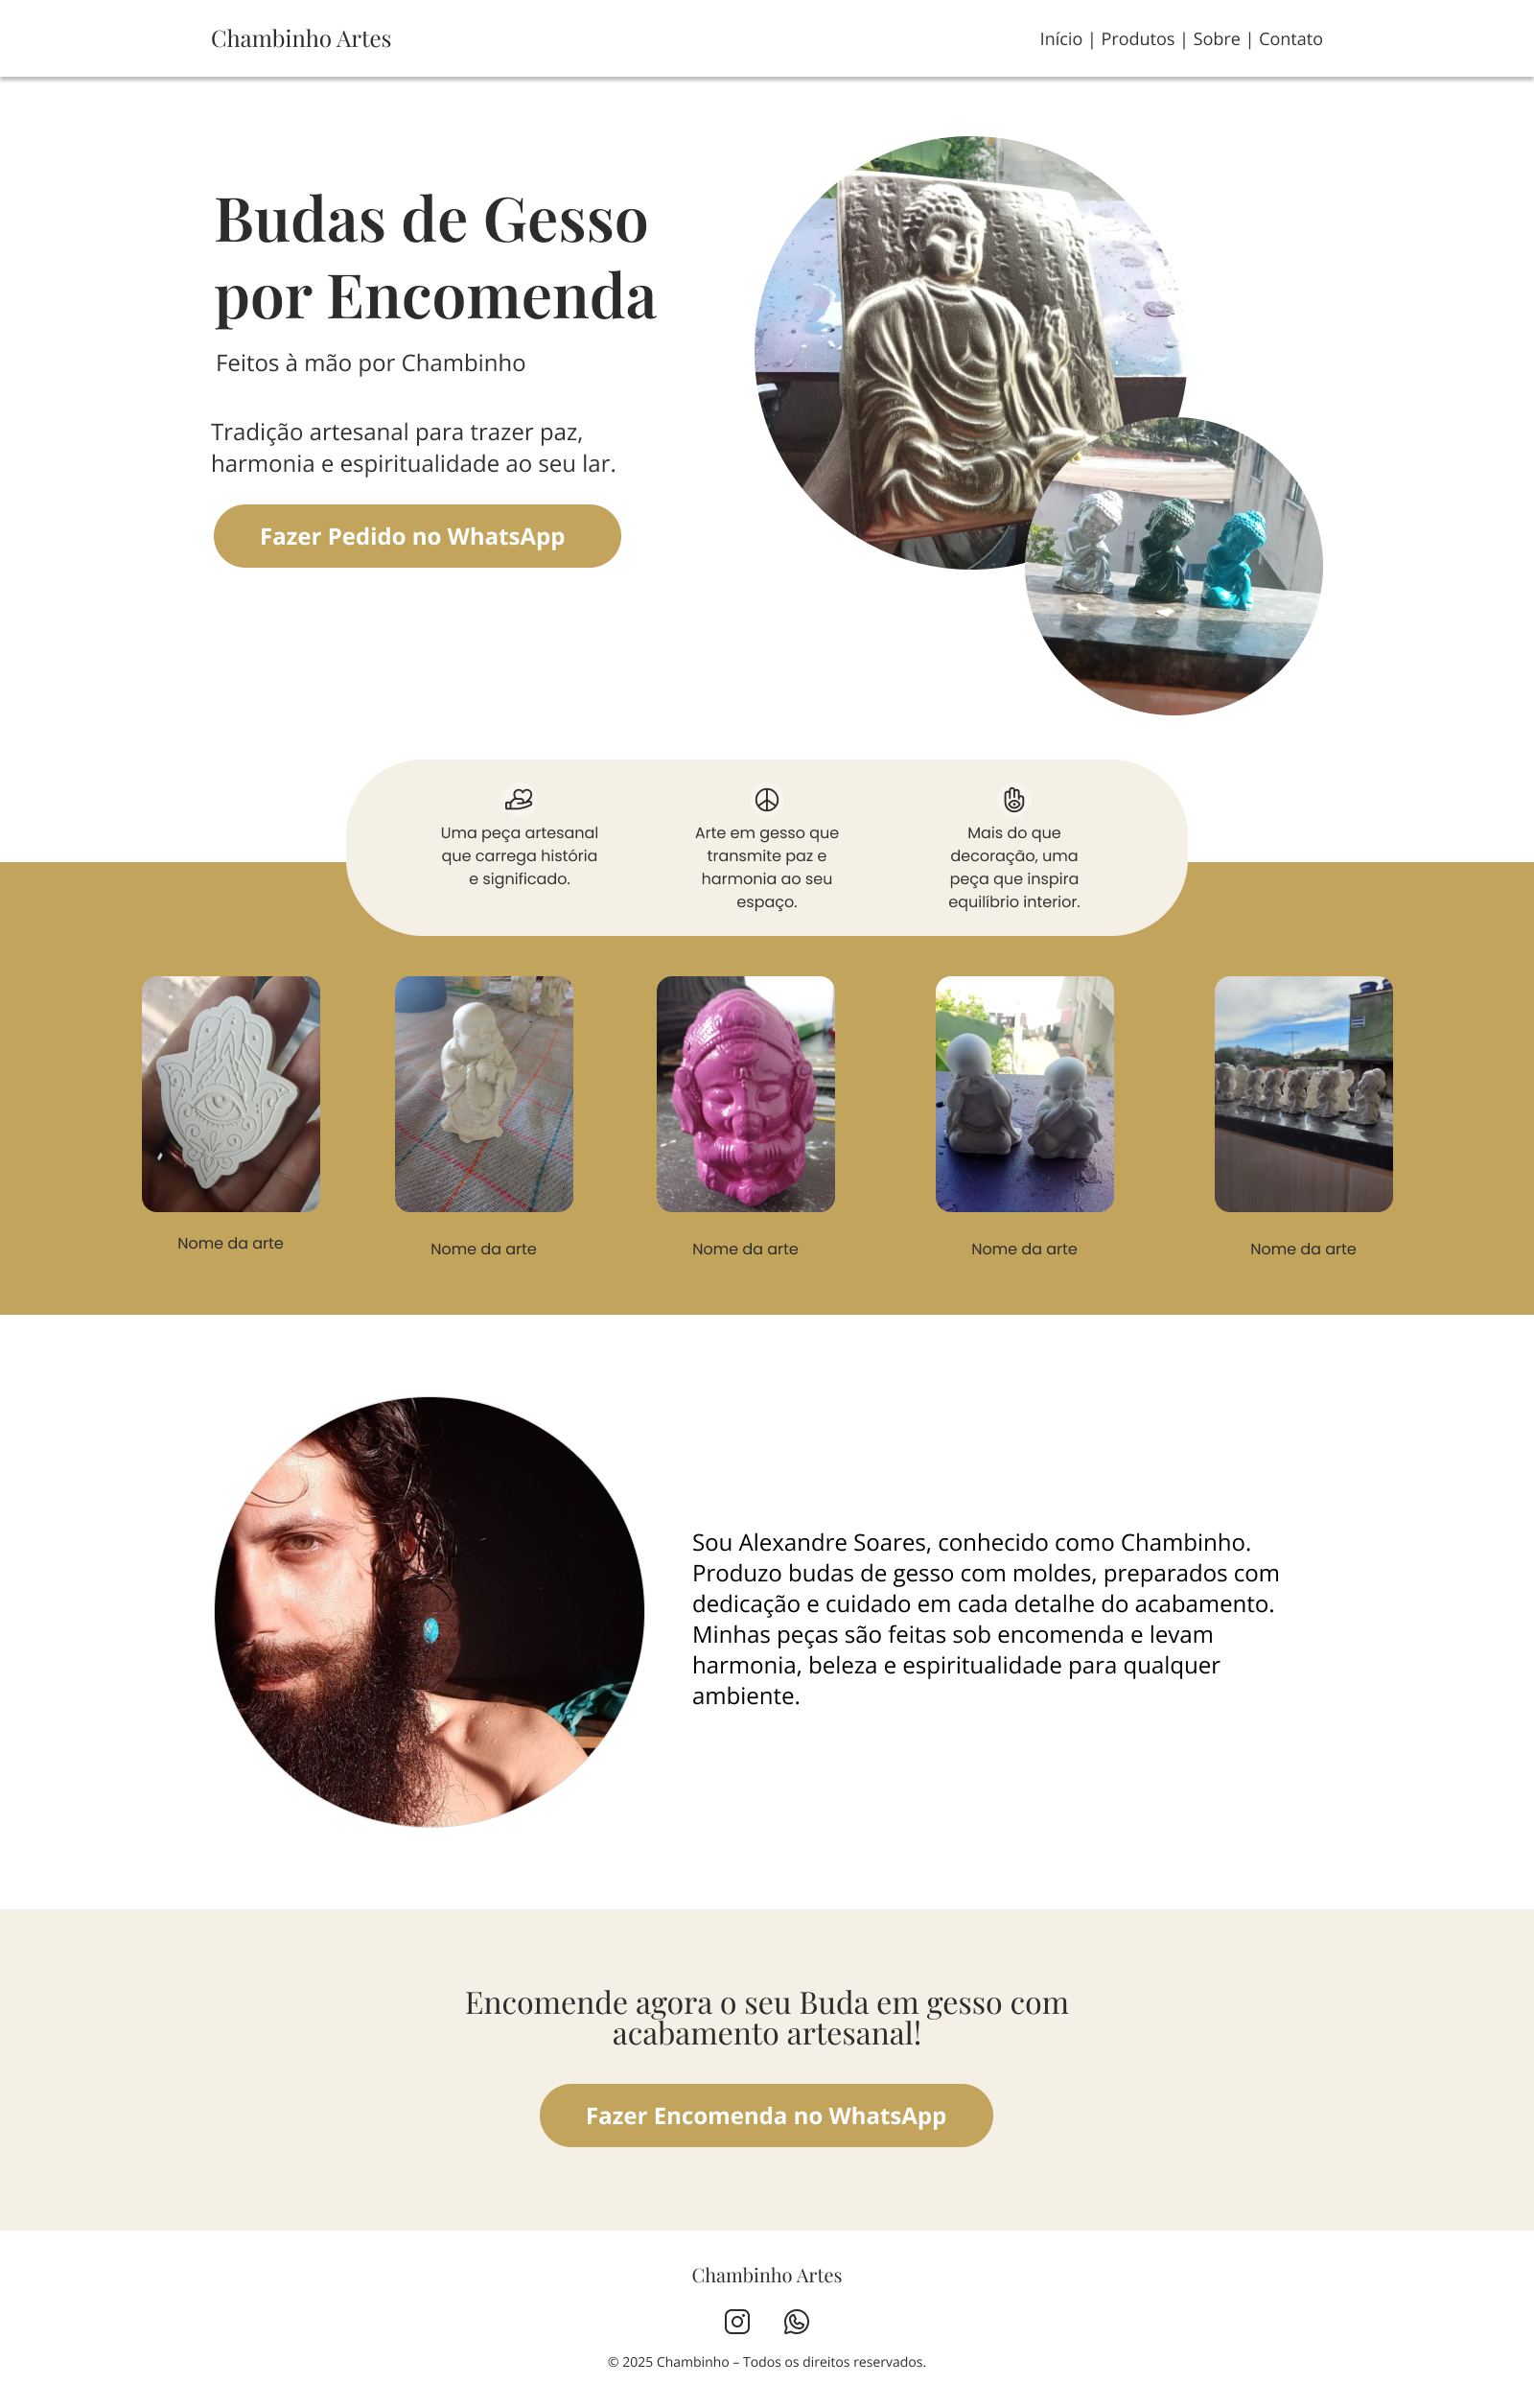 Chambinho Artes
Início | Produtos | Sobre | Contato
Budas de Gesso
por Encomenda
Feitos à mão por Chambinho
Tradição artesanal para trazer paz,
harmonia e espiritualidade ao seu lar.
Fazer Pedido no WhatsApp
Uma peça artesanal
que carrega história
e significado.
Arte em gesso que
transmite paz e
harmonia ao seu
espaço.
Mais do que
decoração, uma
peça que inspira
equilíbrio interior.
Nome da arte
Nome da arte
Nome da arte
Nome da arte
Nome da arte
Sou Alexandre Soares, conhecido como Chambinho.
Produzo budas de gesso com moldes, preparados com
dedicação e cuidado em cada detalhe do acabamento.
Minhas peças são feitas sob encomenda e levam
harmonia, beleza e espiritualidade para qualquer
ambiente.
Encomende agora o seu Buda em gesso com
acabamento artesanal!
Fazer Encomenda no WhatsApp
Chambinho Artes
© 2025 Chambinho – Todos os direitos reservados.